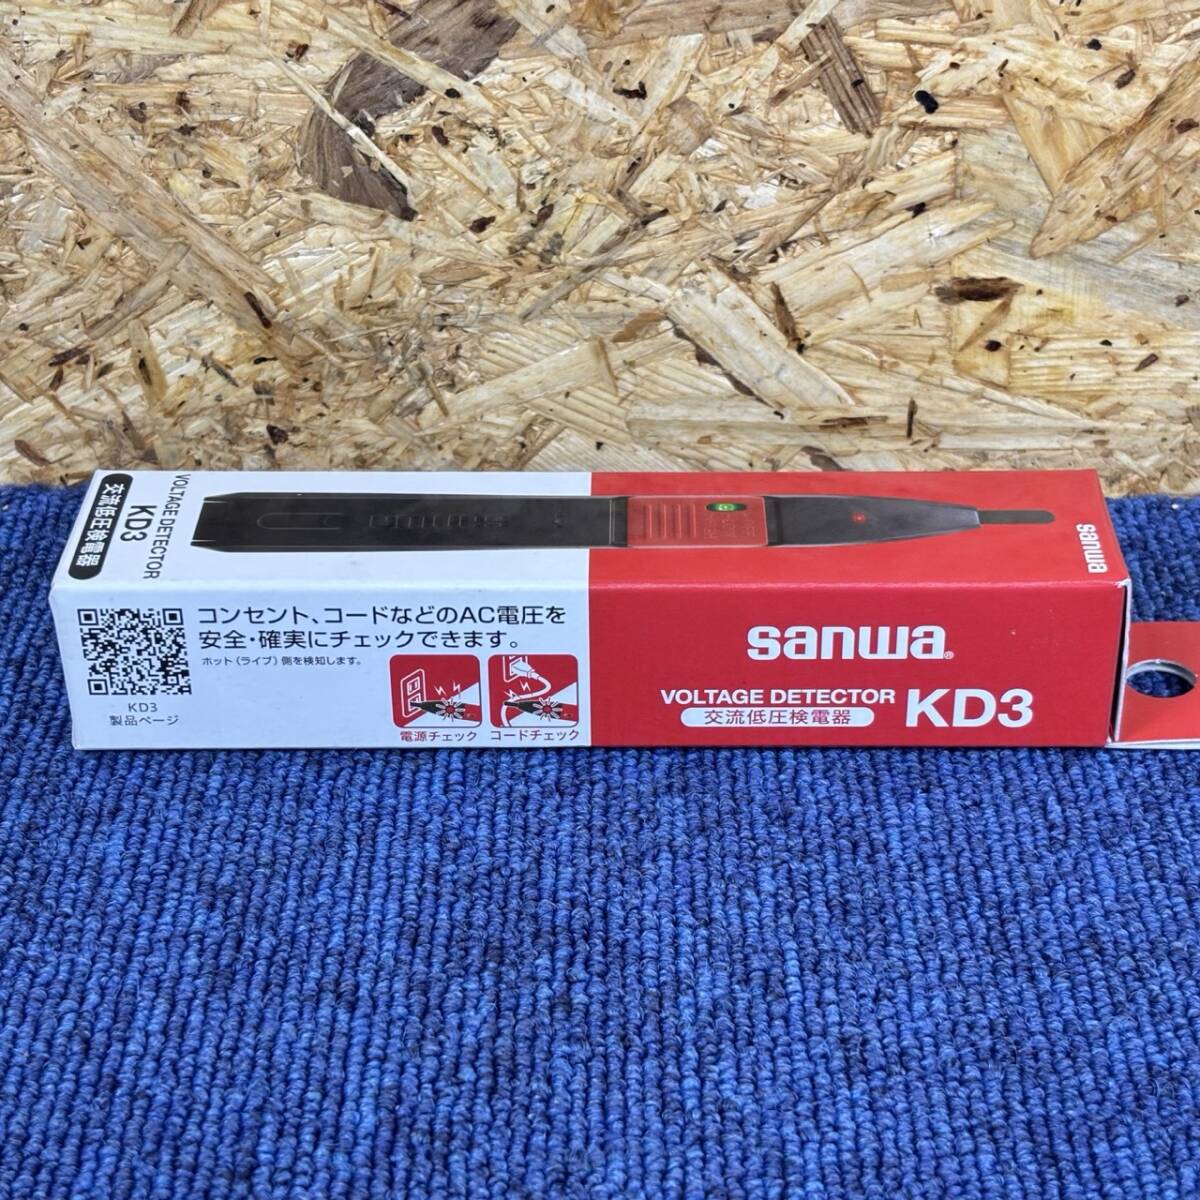 VOLTAGE DETECTOR
KD3
交流低圧検電器
sanwa
sanwa
コンセント、コードなどのAC電圧を
安全・確実にチェックできます。
ホット（ライブ）側を検知します。
KD3
製品ページ
電源チェック
コードチェック
sanwa®
VOLTAGE DETECTOR KD3
交流低圧検電器